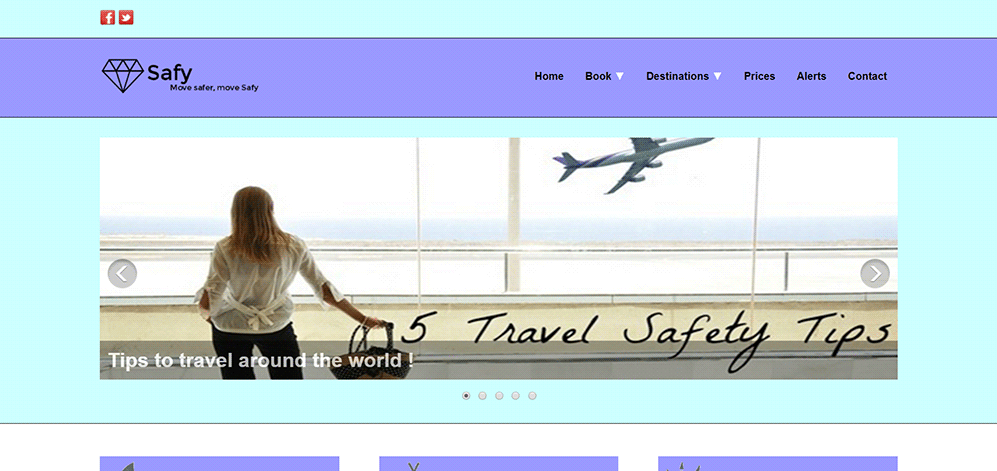 Safy
Move safer, move Safy
Home Book Destinations Prices Alerts Contact
5 Travel Safety Tips
Tips to travel around the world !